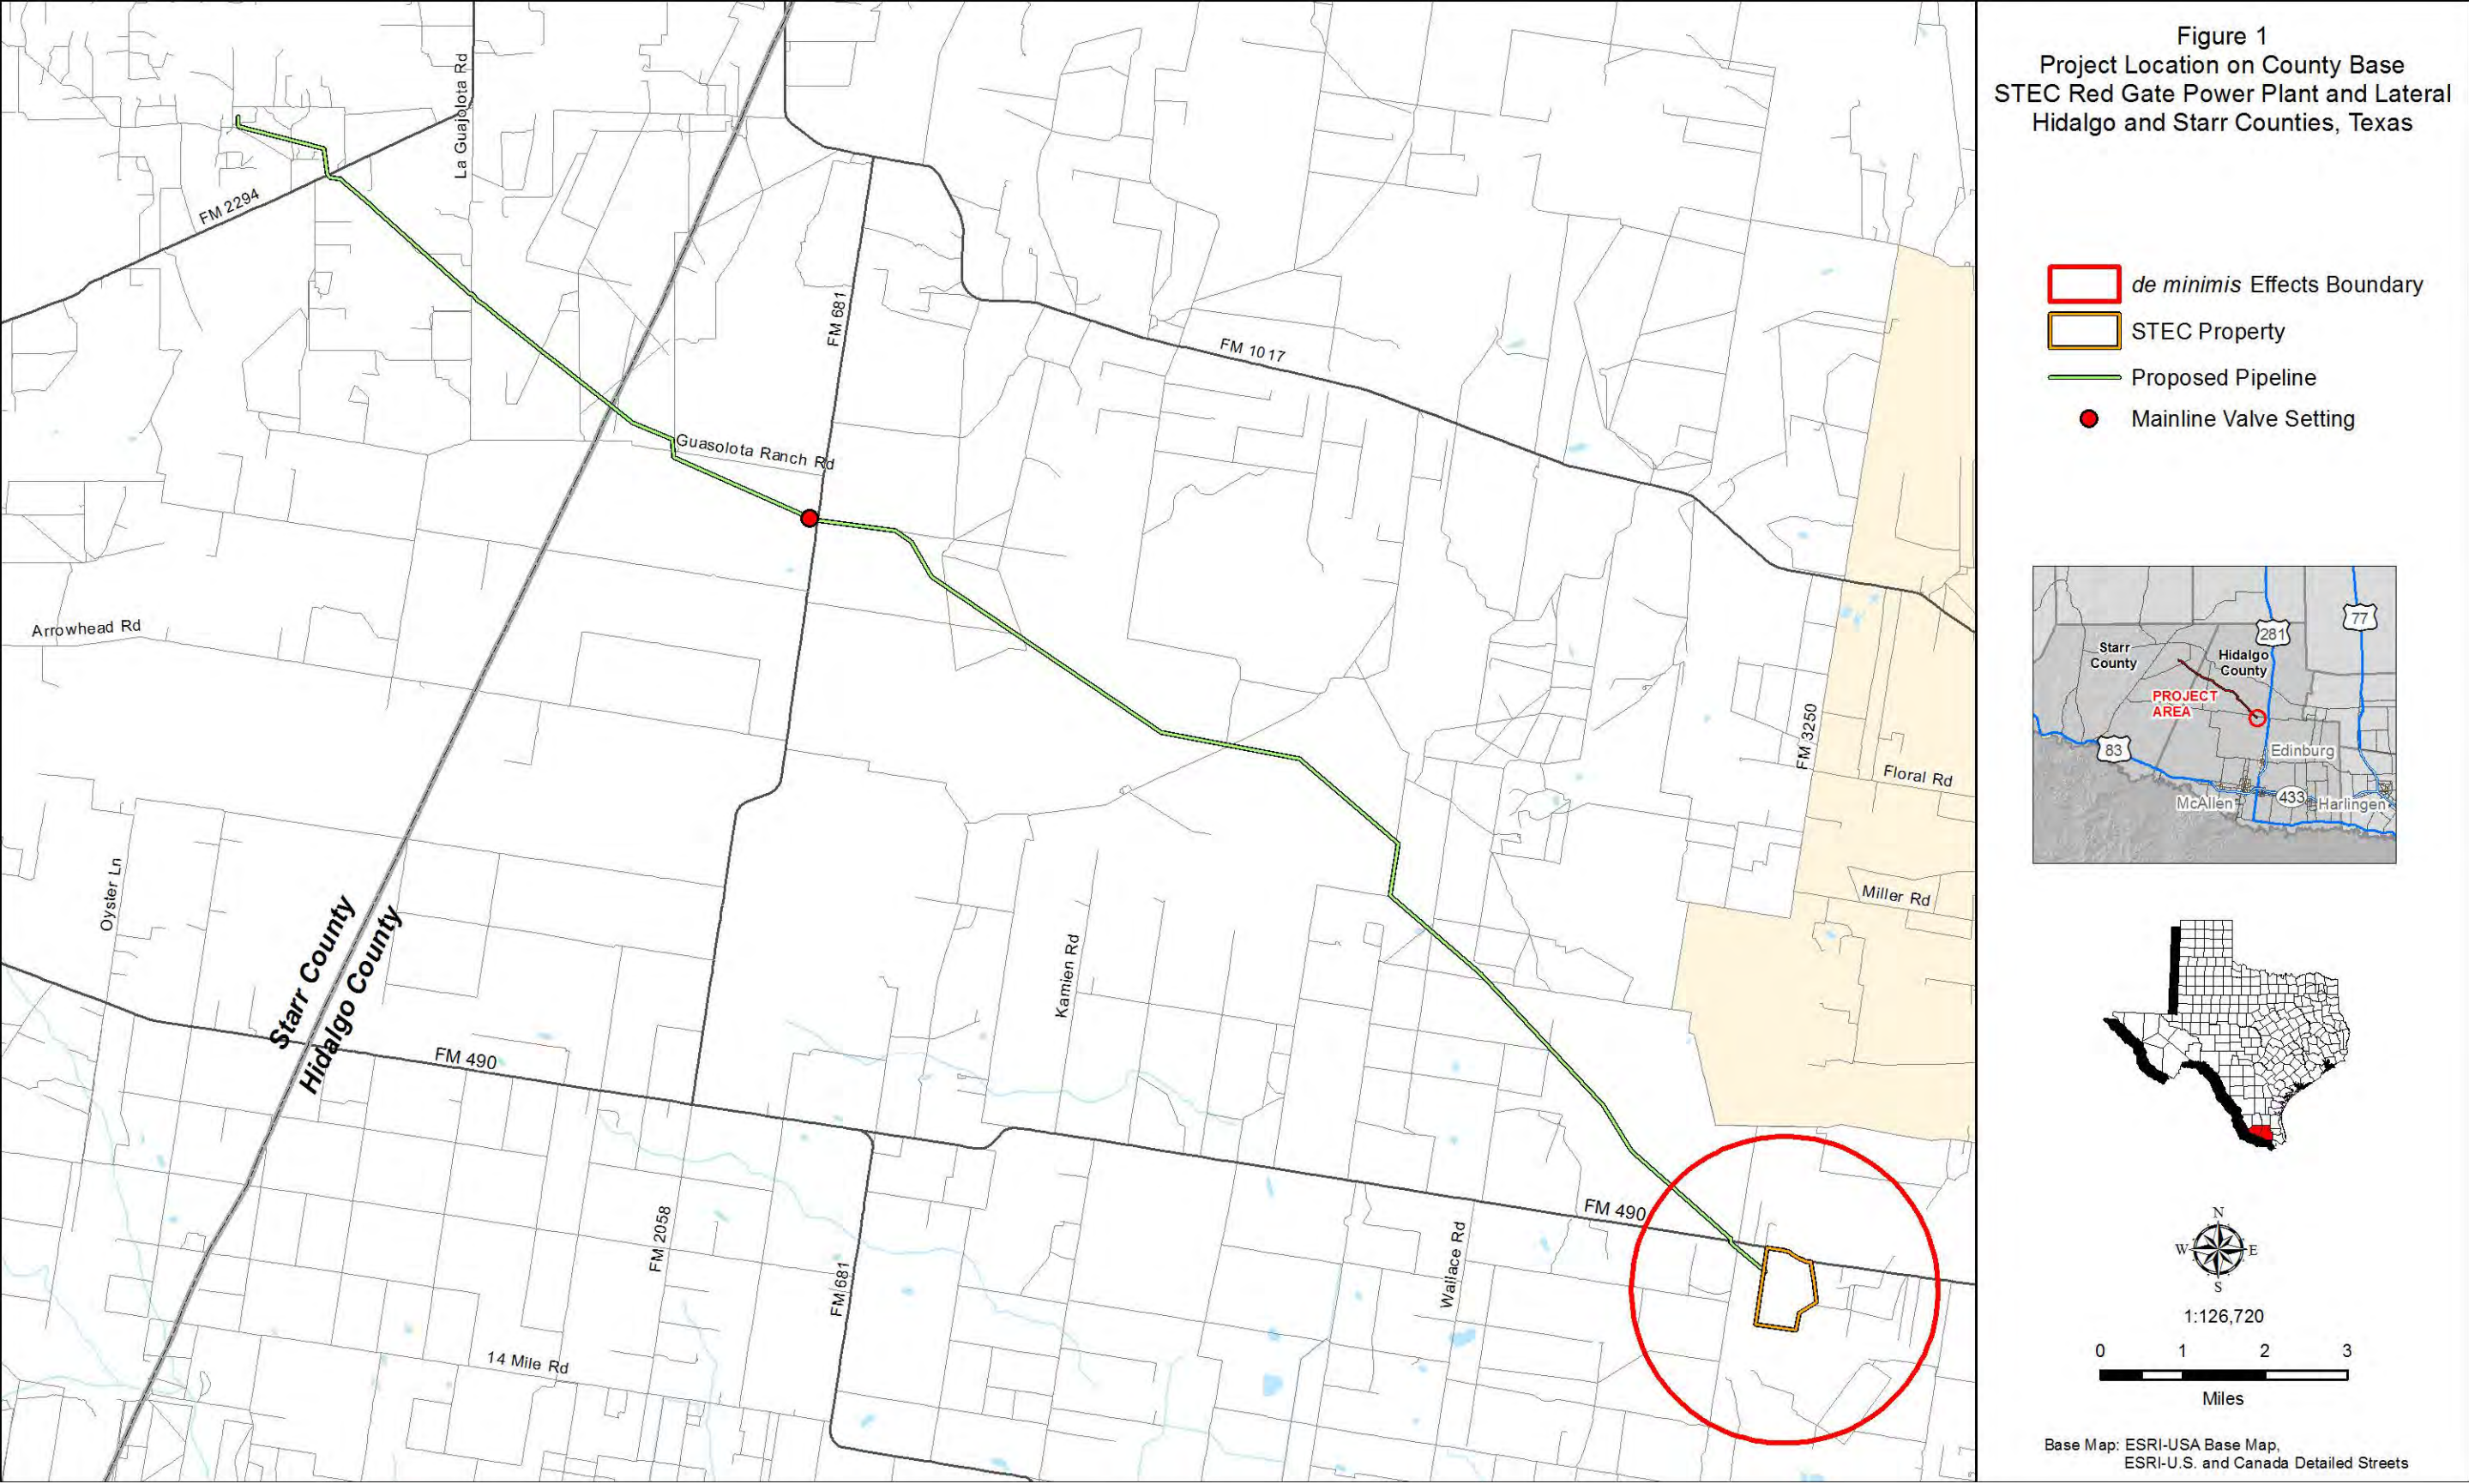 Figure 1
Project Location on County Base
STEC Red Gate Power Plant and Lateral
Hidalgo and Starr Counties, Texas
de minimis Effects Boundary
STEC Property
Proposed Pipeline
Mainline Valve Setting
La Guajolota Rd
FM 2294
FM 681
FM 1017
Guasolota Ranch Rd
Arrowhead Rd
FM 3250
Floral Rd
Miller Rd
Oyster Ln
Starr County
Hidalgo County
Kamien Rd
FM 490
FM 490
FM 2058
FM 681
Wallace Rd
14 Mile Rd
281
77
Starr
County
Hidalgo
County
PROJECT
AREA
83
Edinburg
McAllen
433
Harlingen
N
W
E
S
1:126,720
0 1 2 3
Miles
Base Map: ESRI-USA Base Map,
ESRI-U.S. and Canada Detailed Streets